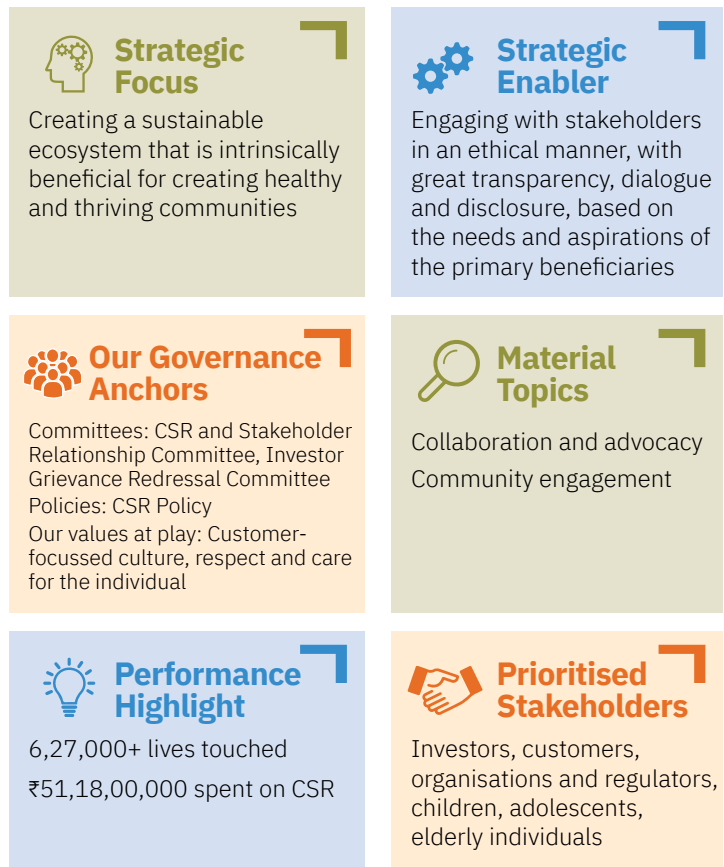 Strategic
Focus
Creating a sustainable
ecosystem that is intrinsically
beneficial for creating healthy
and thriving communities
Strategic
Enabler
Engaging with stakeholders
in an ethical manner, with
great transparency, dialogue
and disclosure, based on
the needs and aspirations of
the primary beneficiaries
Our Governance
Anchors
Committees: CSR and Stakeholder
Relationship Committee, Investor
Grievance Redressal Committee
Policies: CSR Policy
Our values at play: Customer-
focussed culture, respect and care
for the individual
Material
Topics
Collaboration and advocacy
Community engagement
Performance
Highlight
6,27,000+ lives touched
₹51,18,00,000 spent on CSR
Prioritised
Stakeholders
Investors, customers,
organisations and regulators,
children, adolescents,
elderly individuals